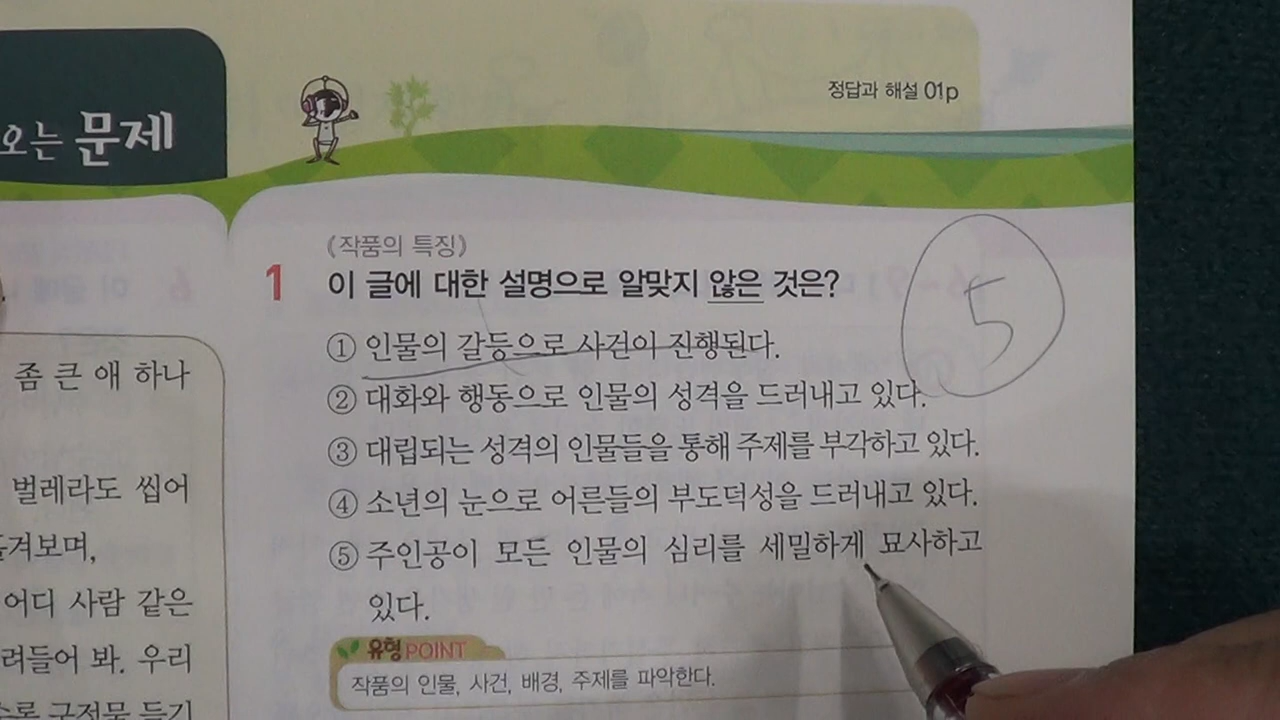 오는 문제
정답과 해설 01p
《작품의 특징》
1 이 글에 대한 설명으로 알맞지 않은 것은?
5
① 인물의 갈등으로 사건이 진행된다.
② 대화와 행동으로 인물의 성격을 드러내고 있다.
③ 대립되는 성격의 인물들을 통해 주제를 부각하고 있다.
④ 소년의 눈으로 어른들의 부도덕성을 드러내고 있다.
⑤ 주인공이 모든 인물의 심리를 세밀하게 묘사하고
있다.
유형 POINT
작품의 인물, 사건, 배경, 주제를 파악한다.
좀 큰 애 하나
벌레라도 씹어
어디 사람 같은
려들어 봐. 우리